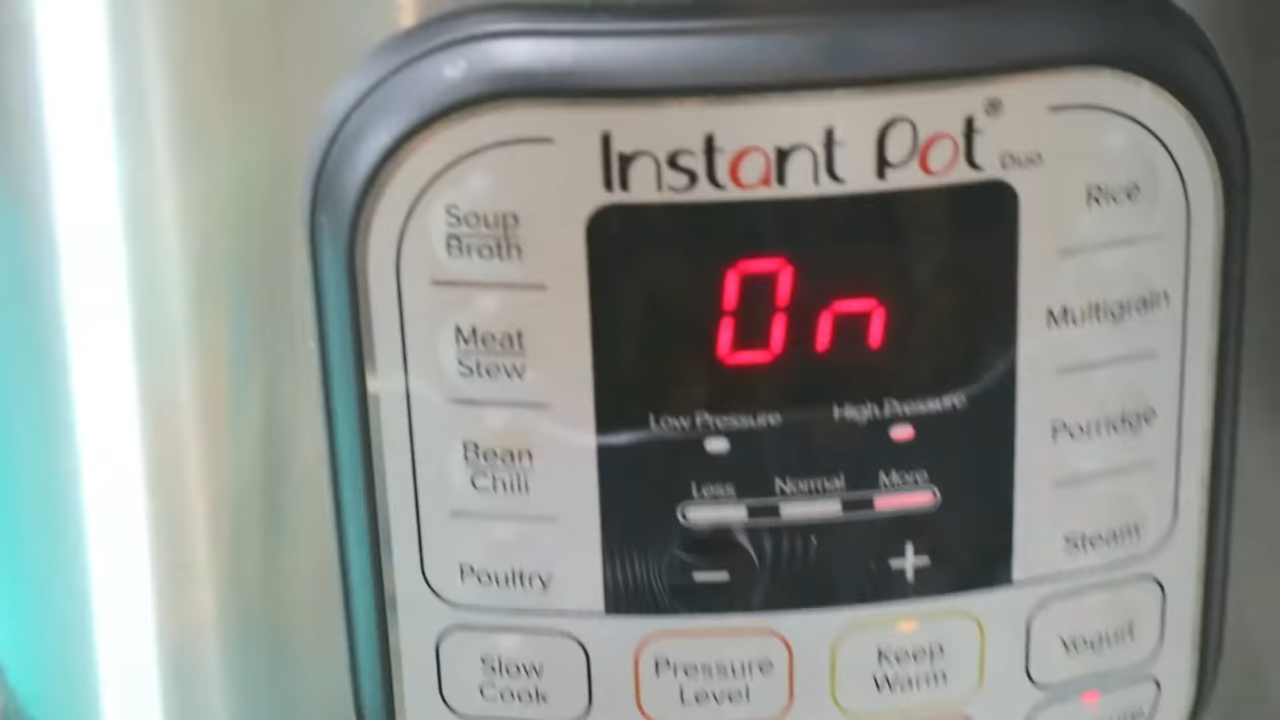 Instant Pot®
Duo
Soup
Broth
Meat
Stew
Bean
Chili
Poultry
On
Low Pressure
High Pressure
Less
Normal
More
−
+
Rice
Multigrain
Porridge
Steam
Slow
Cook
Pressure
Level
Keep
Warm
Yogurt